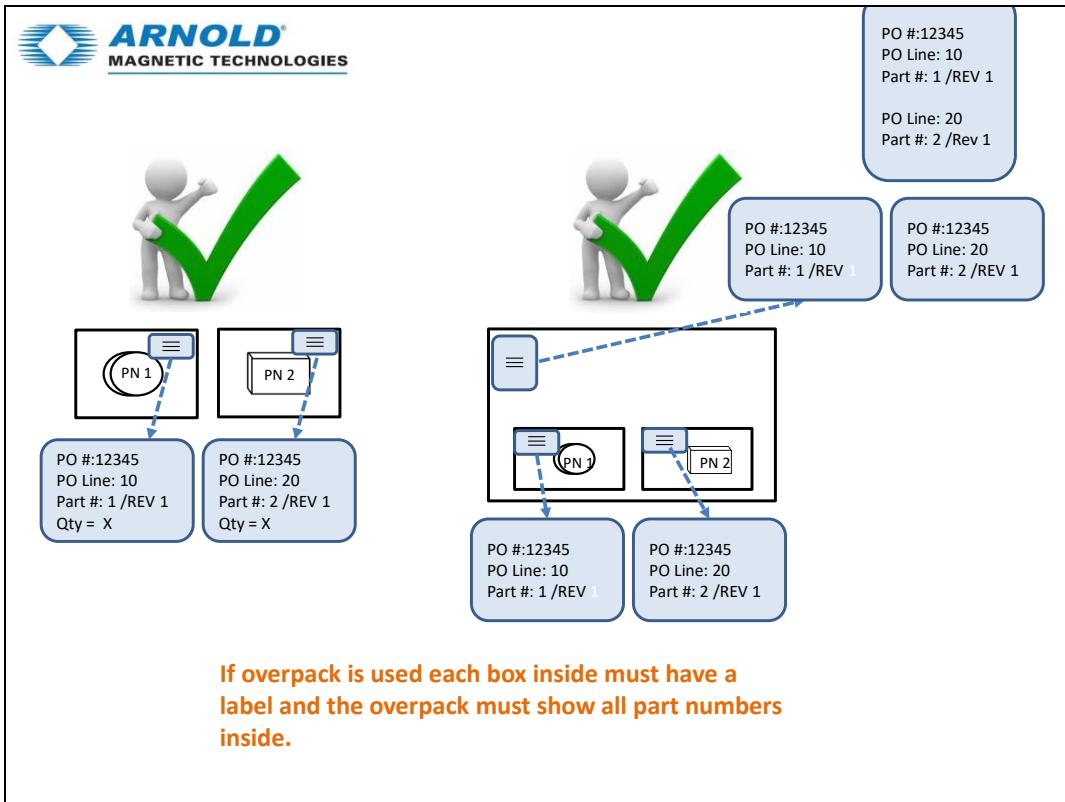 ARNOLD®
MAGNETIC TECHNOLOGIES
PO #:12345
PO Line: 10
Part #: 1 /REV 1
PO Line: 20
Part #: 2 /Rev 1
PO #:12345
PO Line: 10
Part #: 1 /REV 1
PO #:12345
PO Line: 20
Part #: 2 /REV 1
PN 1
PN 2
PO #:12345
PO Line: 10
Part #: 1 /REV 1
Qty = X
PO #:12345
PO Line: 20
Part #: 2 /REV 1
Qty = X
PN 1
PN 2
PO #:12345
PO Line: 10
Part #: 1 /REV 1
PO #:12345
PO Line: 20
Part #: 2 /REV 1
If overpack is used each box inside must have a
label and the overpack must show all part numbers
inside.